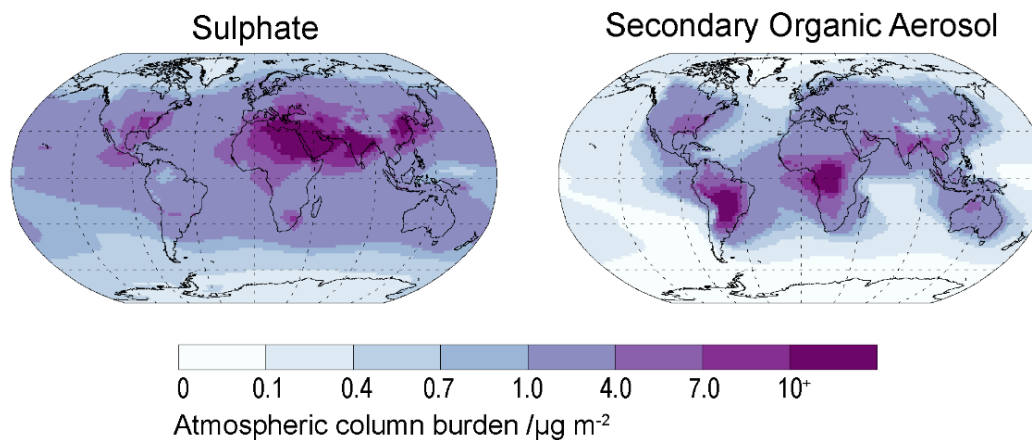 Sulphate
Secondary Organic Aerosol
0 0.1 0.4 0.7 1.0 4.0 7.0 10⁺
Atmospheric column burden /µg m⁻²